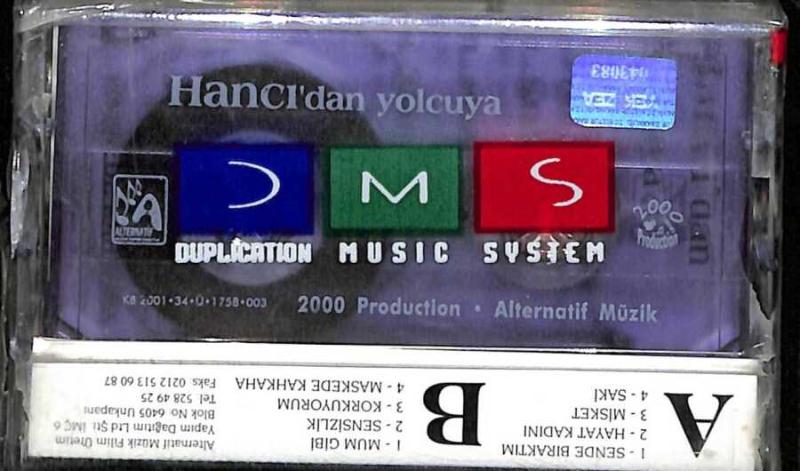 Hancı'dan yolcuya
043083
DMS
DUPLICATION MUSIC SYSTEM
ALTERNATİF
2000
Production
KB 2001•34•Ü•1758•003
2000 Production • Alternatif Müzik
A
1 - SENDE BIRAKTIM
2 - HAYAT KADINI
3 - MİSKET
4 - SAKİ
B
1 - MUM GİBİ
2 - SENSİZLİK
3 - KORKUYORUM
4 - MASKEDE KAHKAHA
Alternatif Müzik Film Üretim
Yapım Dağıtım Ltd Şti İMÇ 6
Blok No 6405 Unkapanı
Tel 528 49 25
Faks 0212 513 60 87